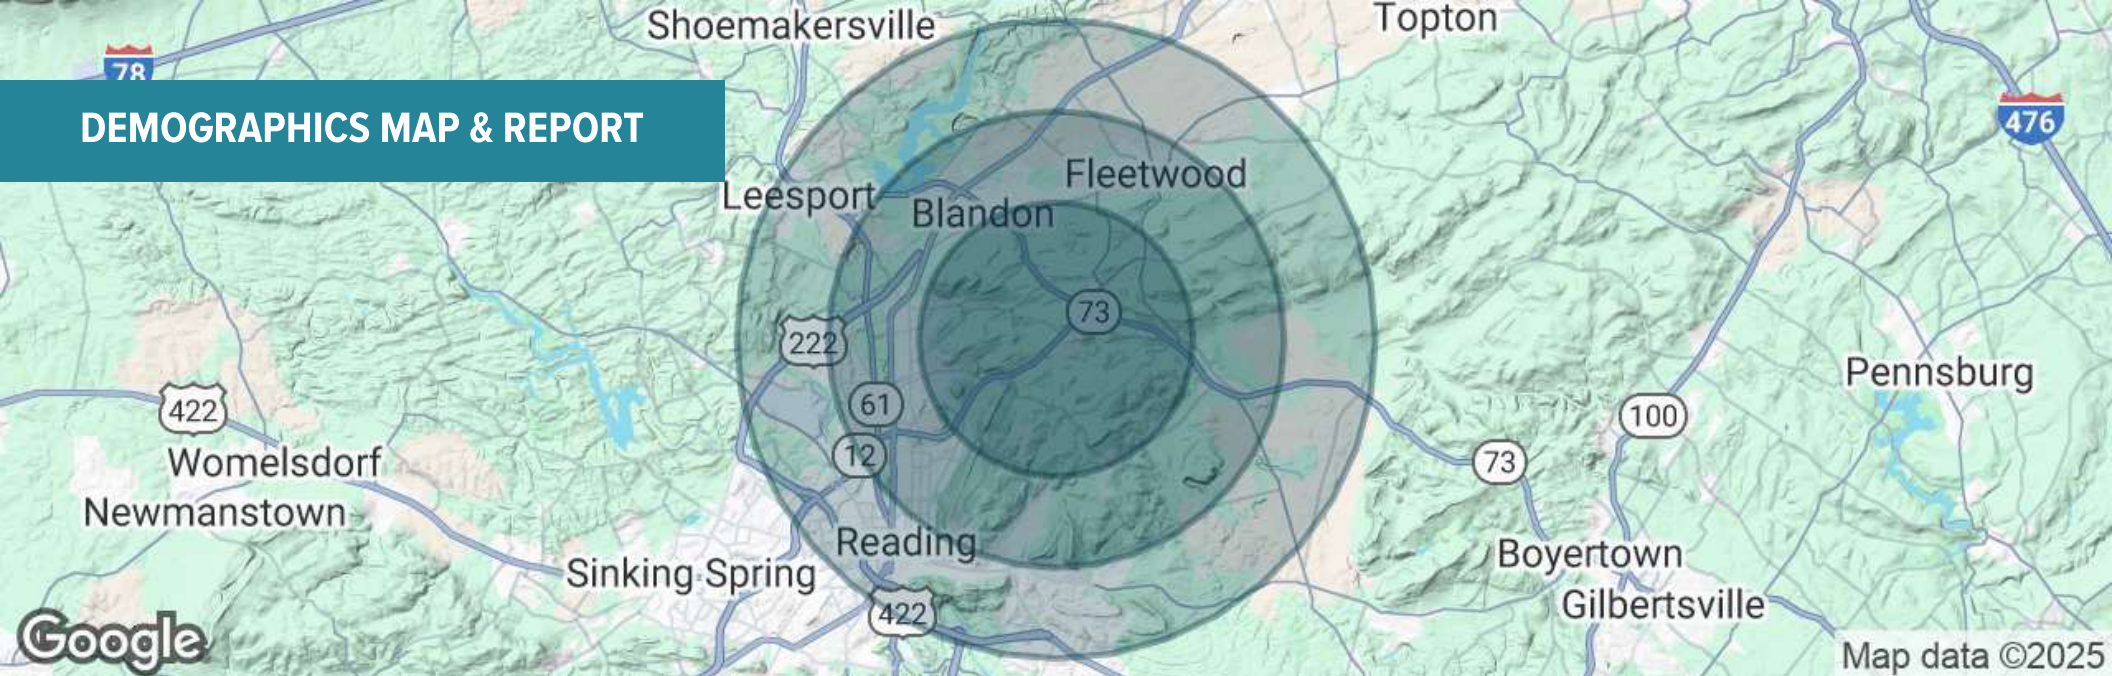 Shoemakersville
Topton
78
DEMOGRAPHICS MAP & REPORT
476
Fleetwood
Leesport
Blandon
73
222
Pennsburg
61
422
100
12
73
Womelsdorf
Newmanstown
Reading
Boyertown
Sinking Spring
422
Gilbertsville
Google
Map data ©2025